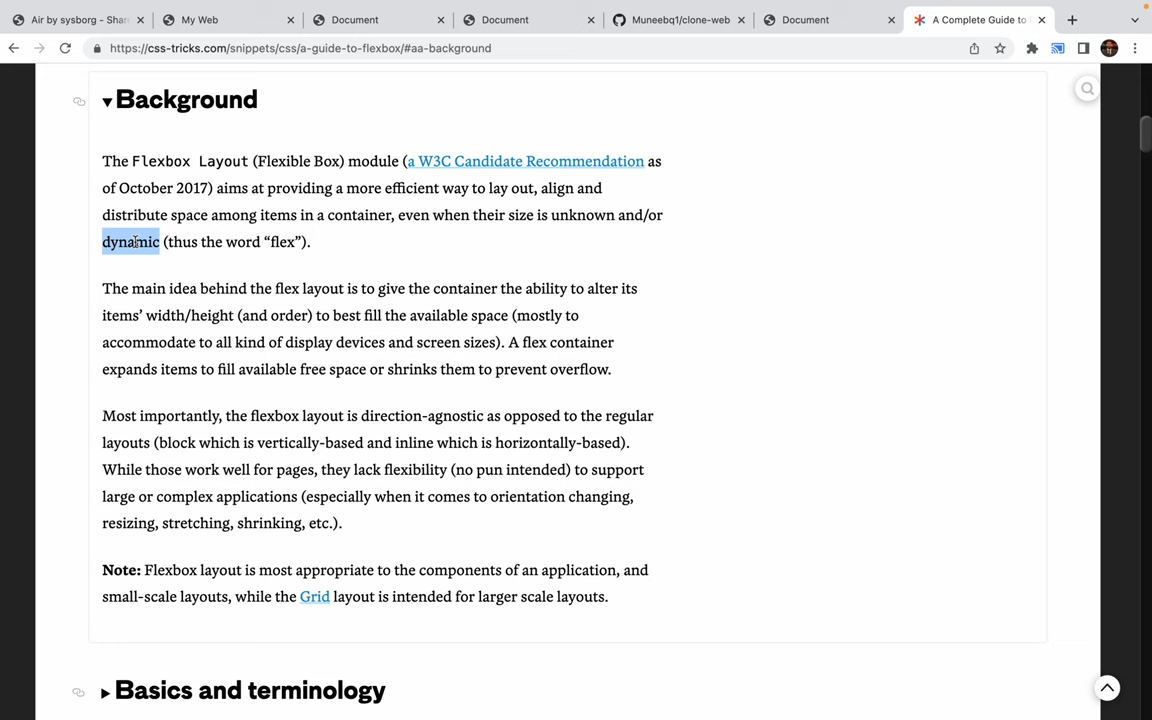 Air by sysborg - Shar
My Web
Document
Document
Muneebq1/clone-web
Document
A Complete Guide to
https://css-tricks.com/snippets/css/a-guide-to-flexbox/#aa-background
Background
The Flexbox Layout (Flexible Box) module (a W3C Candidate Recommendation as
of October 2017) aims at providing a more efficient way to lay out, align and
distribute space among items in a container, even when their size is unknown and/or
dynamic (thus the word “flex”).
The main idea behind the flex layout is to give the container the ability to alter its
items’ width/height (and order) to best fill the available space (mostly to
accommodate to all kind of display devices and screen sizes). A flex container
expands items to fill available free space or shrinks them to prevent overflow.
Most importantly, the flexbox layout is direction-agnostic as opposed to the regular
layouts (block which is vertically-based and inline which is horizontally-based).
While those work well for pages, they lack flexibility (no pun intended) to support
large or complex applications (especially when it comes to orientation changing,
resizing, stretching, shrinking, etc.).
Note: Flexbox layout is most appropriate to the components of an application, and
small-scale layouts, while the Grid layout is intended for larger scale layouts.
Basics and terminology